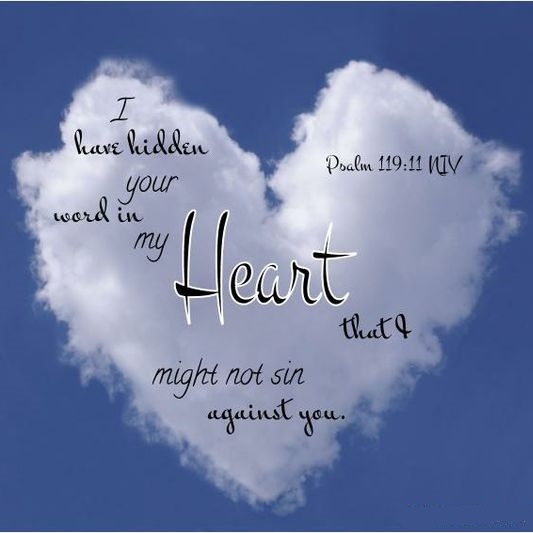 I
have hidden
your
word in
my
Heart
that I
might not sin
against you.
Psalm 119:11 NIV